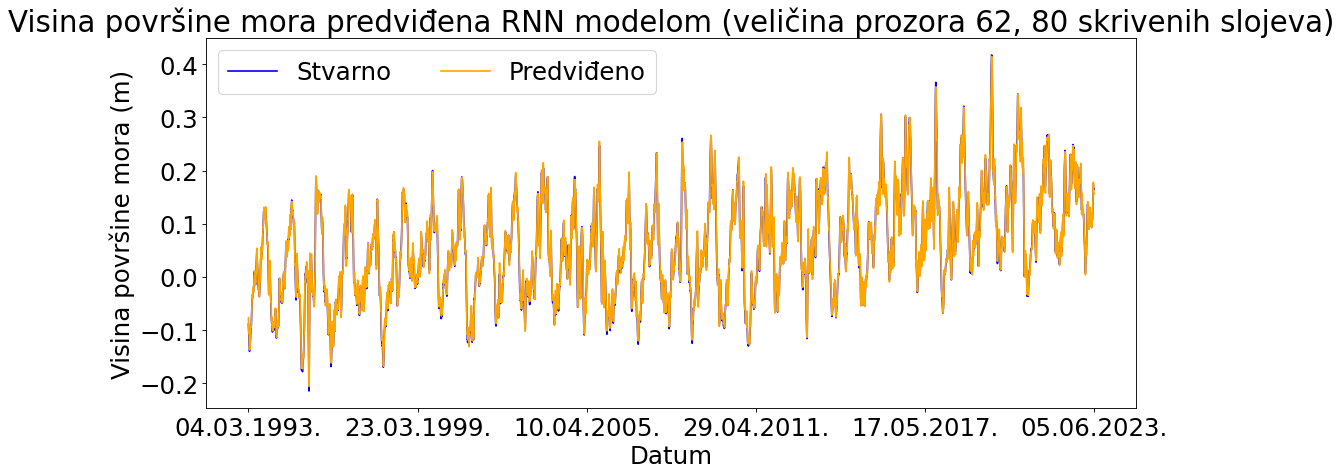 Visina površine mora predviđena RNN modelom (veličina prozora 62, 80 skrivenih slojeva)
Stvarno Predviđeno
Visina površine mora (m)
0.4
0.3
0.2
0.1
0.0
−0.1
−0.2
04.03.1993. 23.03.1999. 10.04.2005. 29.04.2011. 17.05.2017. 05.06.2023.
Datum